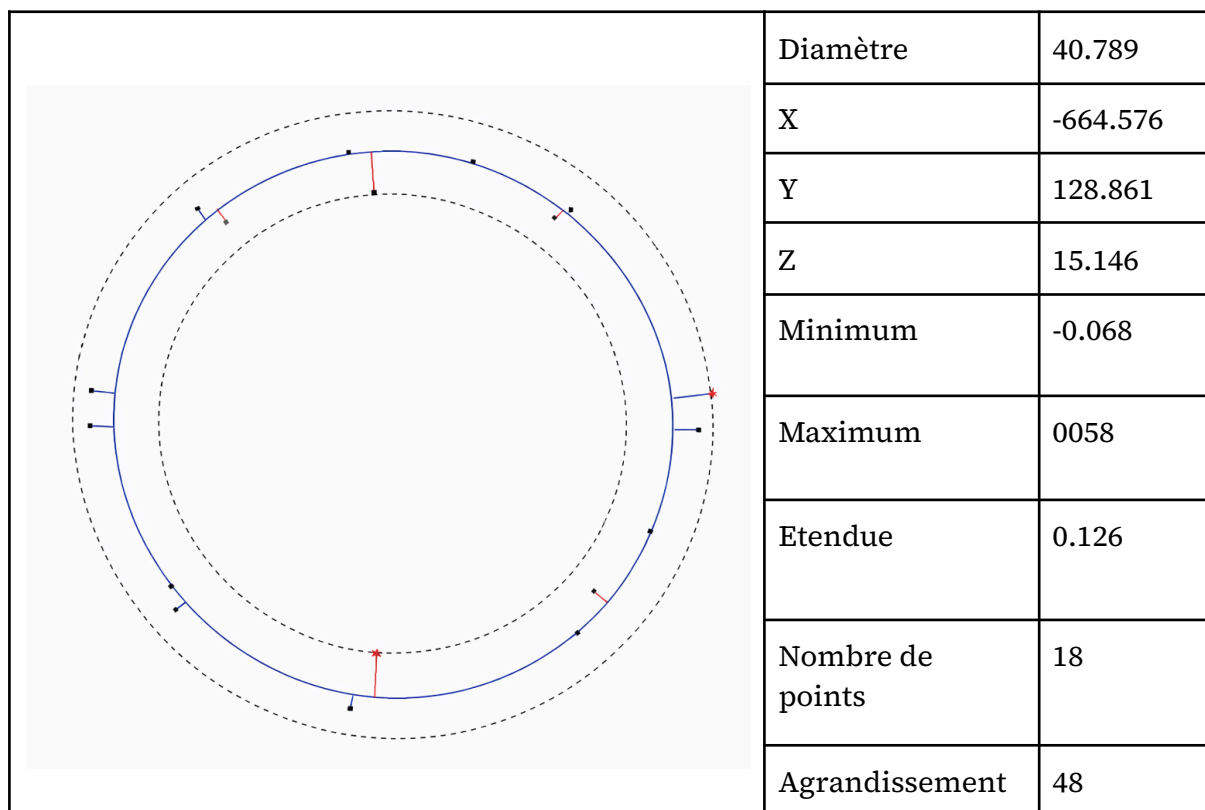 Diamètre 40.789
X -664.576
Y 128.861
Z 15.146
Minimum -0.068
Maximum 0058
Etendue 0.126
Nombre de 18
points
Agrandissement 48